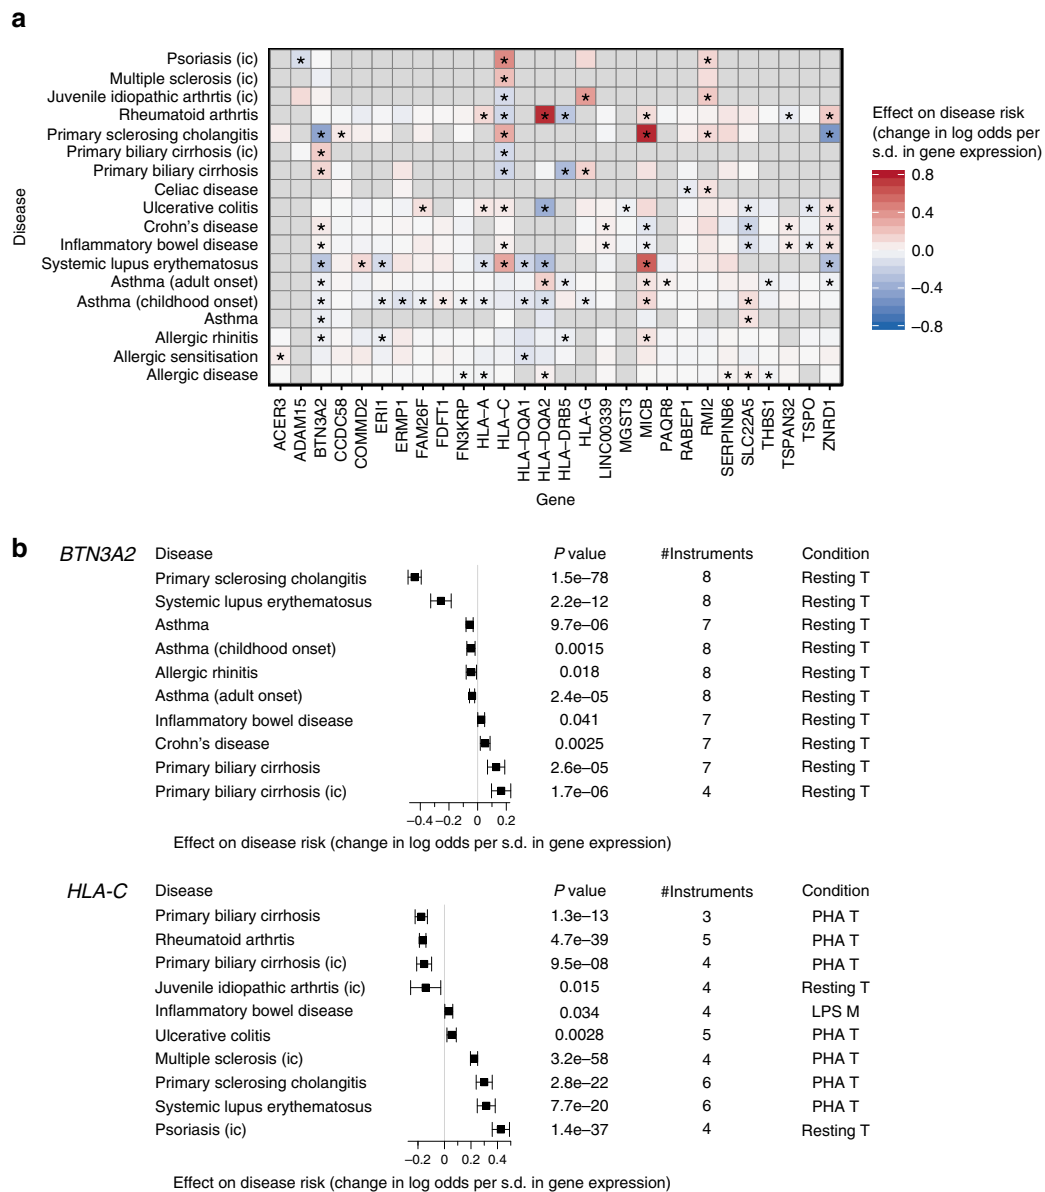 a
Psoriasis (ic)
Multiple sclerosis (ic)
Juvenile idiopathic arthrtis (ic)
Rheumatoid arthrtis
Primary sclerosing cholangitis
Primary biliary cirrhosis (ic)
Primary biliary cirrhosis
Celiac disease
Ulcerative colitis
Crohn's disease
Inflammatory bowel disease
Systemic lupus erythematosus
Asthma (adult onset)
Asthma (childhood onset)
Asthma
Allergic rhinitis
Allergic sensitisation
Allergic disease
Disease
ACER3
ADAM15
BTN3A2
CCDC58
COMMD2
ERI1
ERMP1
FAM26F
FDFT1
FN3KRP
HLA–A
HLA–C
HLA–DQA1
HLA–DQA2
HLA–DRB5
HLA-G
LINC00339
MGST3
MICB
PAQR8
RABEP1
RMI2
SERPINB6
SLC22A5
THBS1
TSPAN32
TSPO
ZNRD1
Gene
Effect on disease risk
(change in log odds per
s.d. in gene expression)
0.8
0.4
0.0
–0.4
–0.8
b
BTN3A2 Disease P value #Instruments Condition
Primary sclerosing cholangitis 1.5e–78 8 Resting T
Systemic lupus erythematosus 2.2e–12 8 Resting T
Asthma 9.7e–06 7 Resting T
Asthma (childhood onset) 0.0015 8 Resting T
Allergic rhinitis 0.018 8 Resting T
Asthma (adult onset) 2.4e–05 8 Resting T
Inflammatory bowel disease 0.041 7 Resting T
Crohn's disease 0.0025 7 Resting T
Primary biliary cirrhosis 2.6e–05 7 Resting T
Primary biliary cirrhosis (ic) 1.7e–06 4 Resting T
–0.4 –0.2 0 0.2
Effect on disease risk (change in log odds per s.d. in gene expression)
HLA-C Disease P value #Instruments Condition
Primary biliary cirrhosis 1.3e–13 3 PHA T
Rheumatoid arthrtis 4.7e–39 5 PHA T
Primary biliary cirrhosis (ic) 9.5e–08 4 PHA T
Juvenile idiopathic arthrtis (ic) 0.015 4 Resting T
Inflammatory bowel disease 0.034 4 LPS M
Ulcerative colitis 0.0028 5 PHA T
Multiple sclerosis (ic) 3.2e–58 4 PHA T
Primary sclerosing cholangitis 2.8e–22 6 PHA T
Systemic lupus erythematosus 7.7e–20 6 PHA T
Psoriasis (ic) 1.4e–37 4 Resting T
–0.2 0 0.2 0.4
Effect on disease risk (change in log odds per s.d. in gene expression)